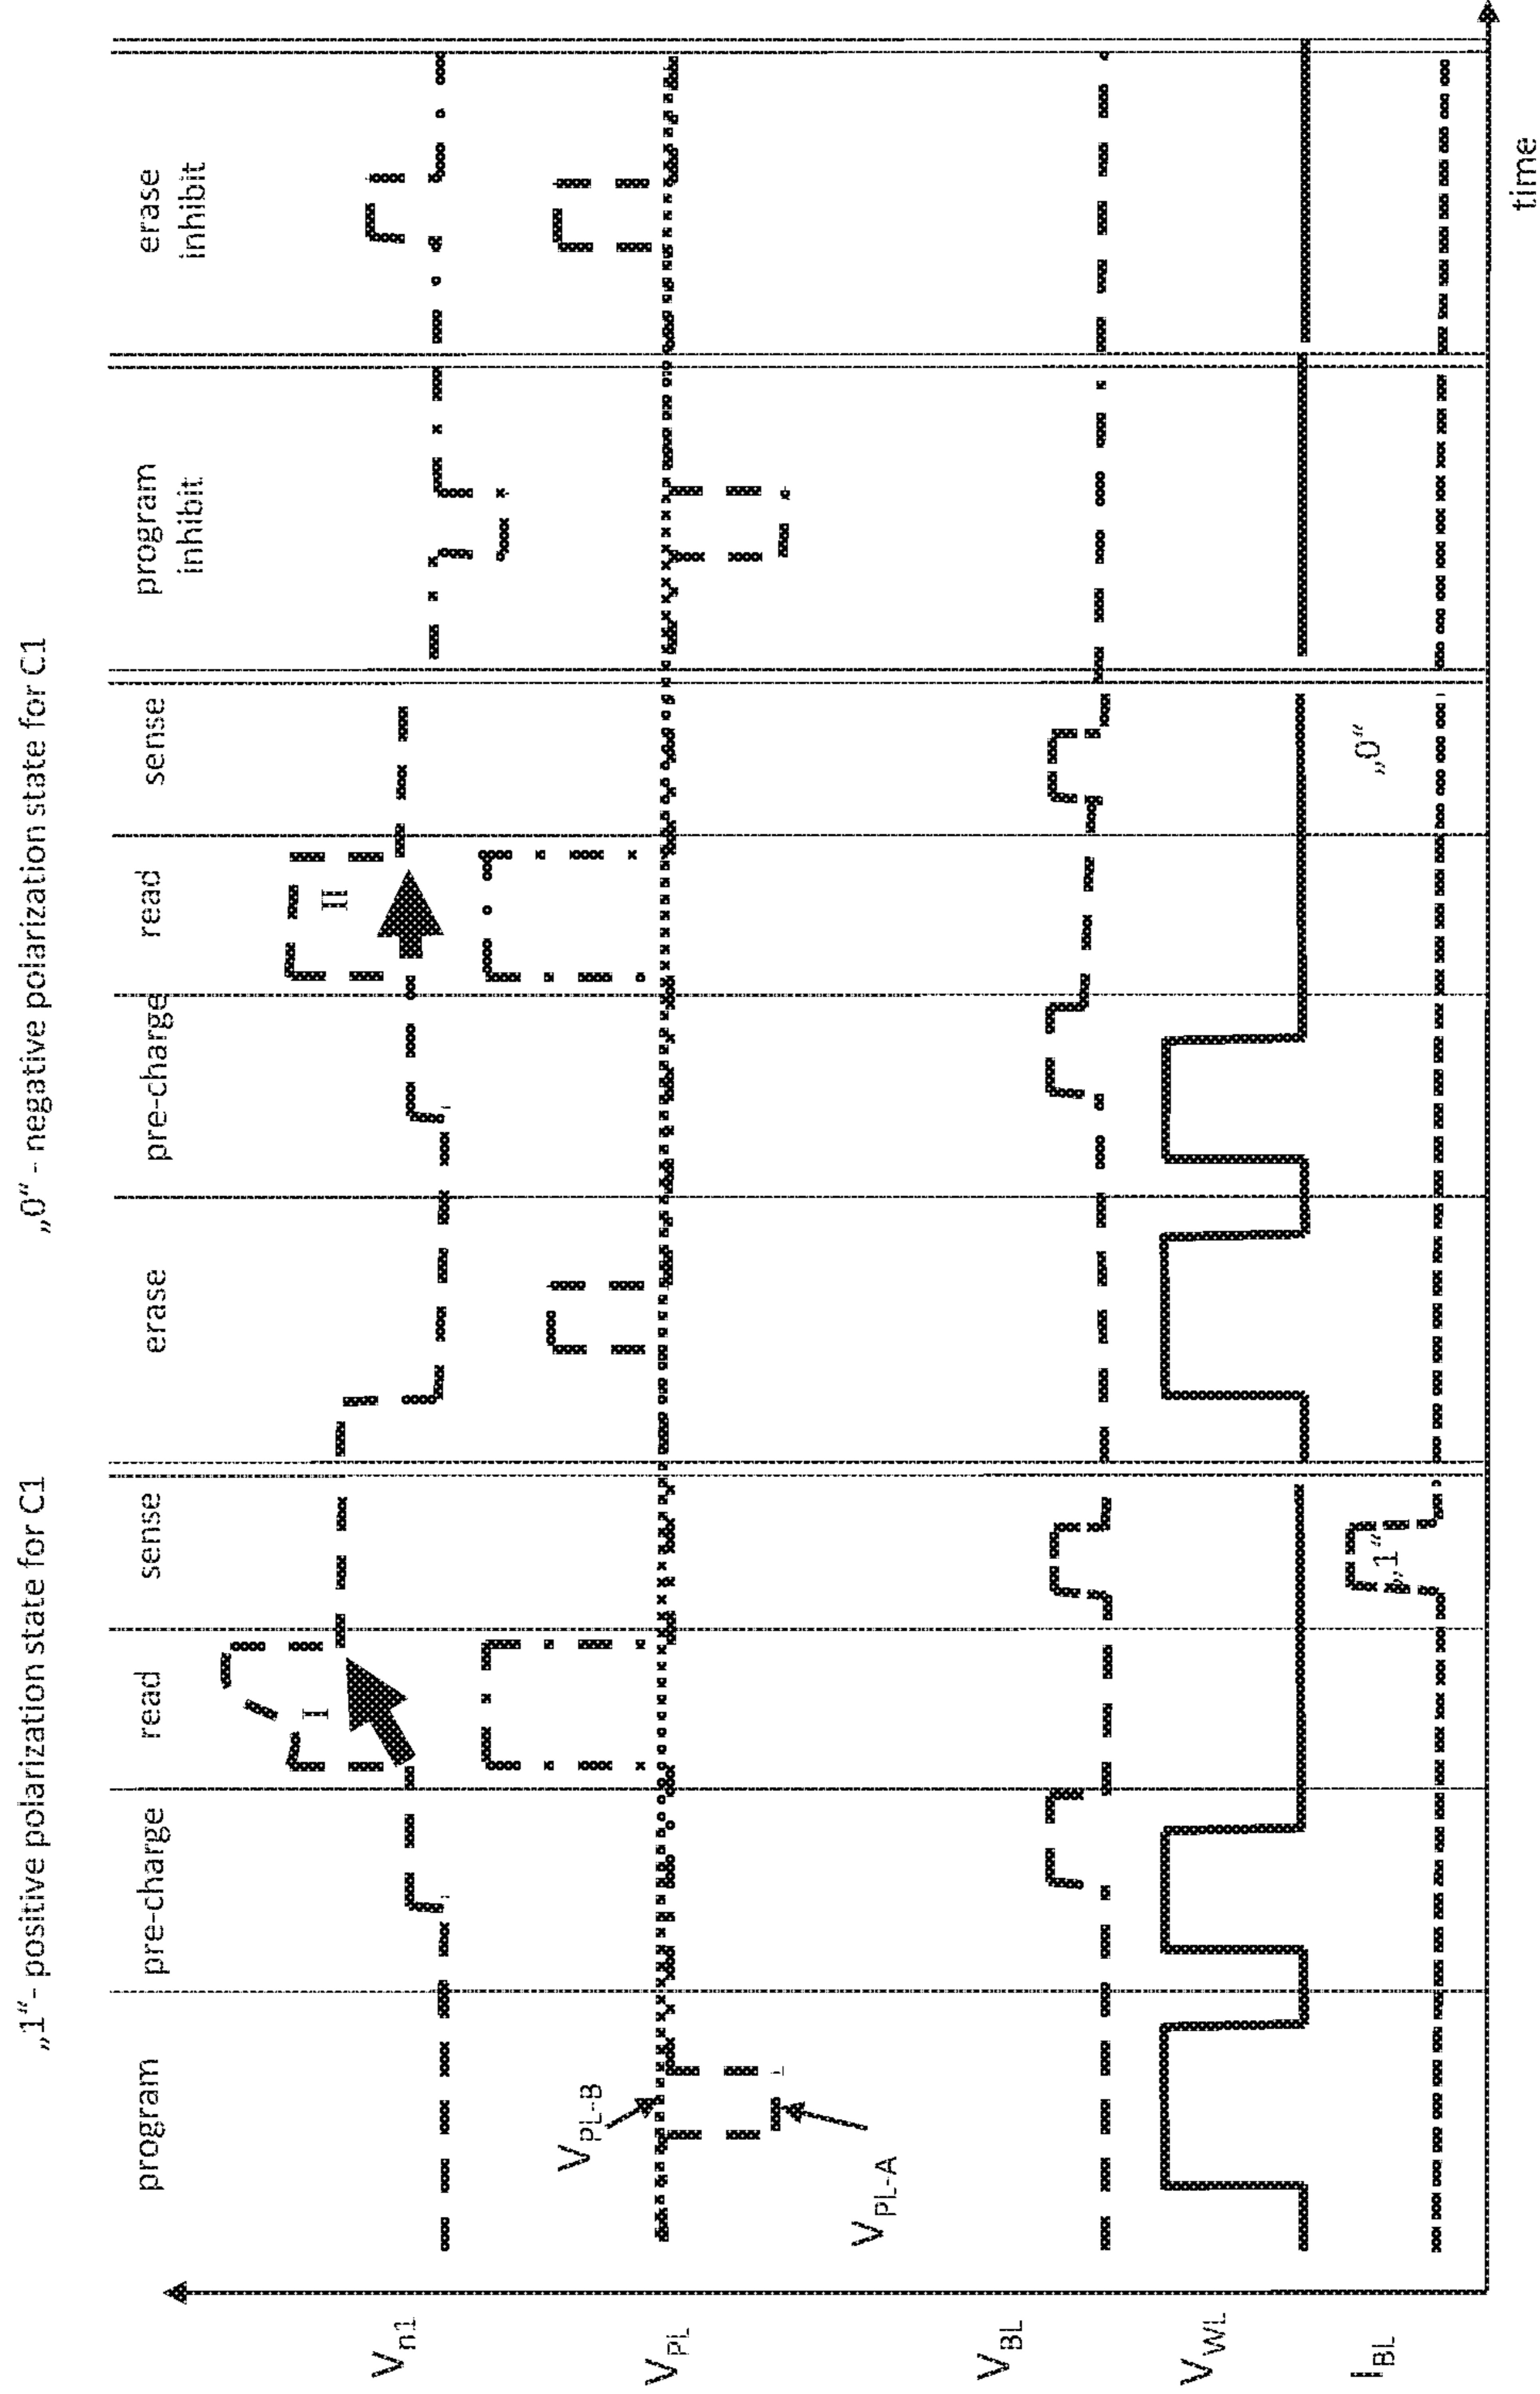 „1“- positive polarization state for C1
„0“ - negative polarization state for C1
program
pre-charge
read
sense
erase
pre-charge
read
sense
program
inhibit
erase
inhibit
V_n1
I
II
V_PL
V_PL-B
V_PL-A
V_BL
V_WL
I_BL
„1“
„0“
time